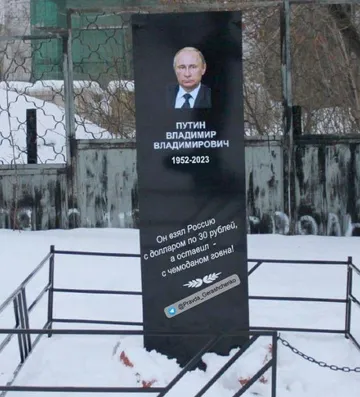 ПУТИН
ВЛАДИМИР
ВЛАДИМИРОВИЧ
1952-2023
Он взял Россию
с долларом по 30 рублей,
а оставил -
с чемоданом говна!
@Pravda_Gerashchenko